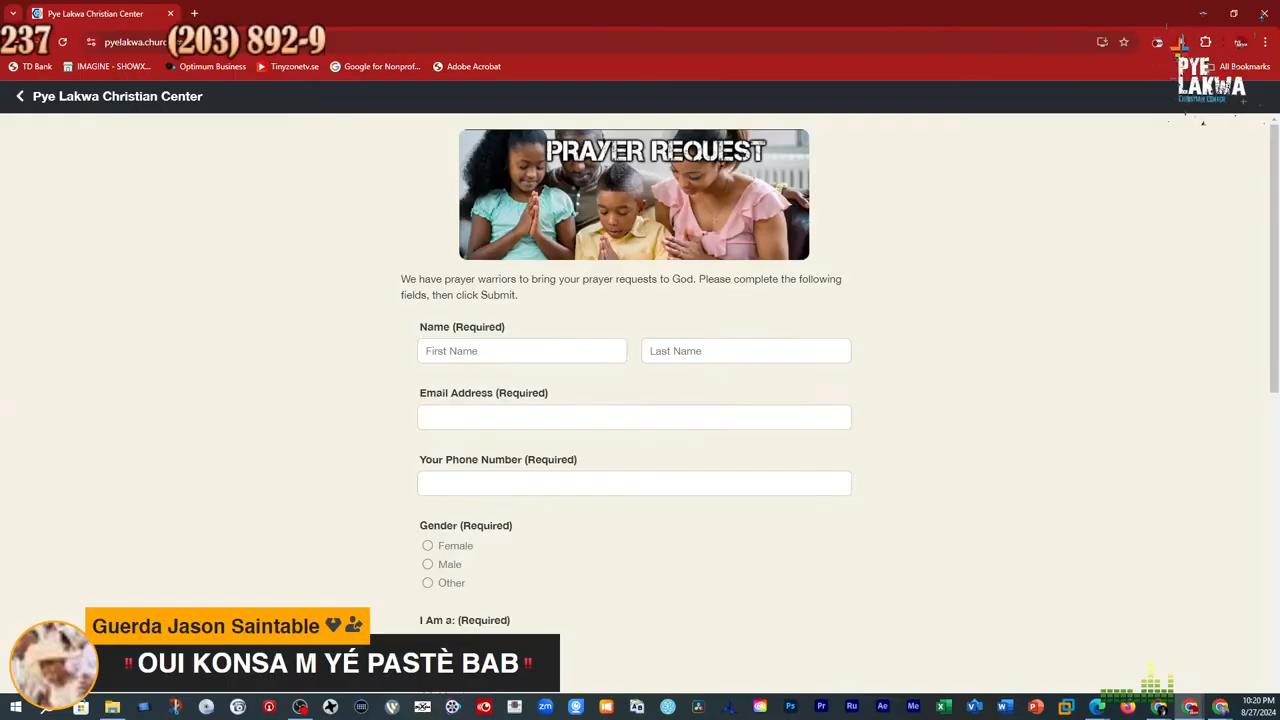 Pye Lakwa Christian Center
237
(203) 892-9
pyelakwa.churc
TD Bank
IMAGINE - SHOWX...
Optimum Business
Tinyzonetv.se
Google for Nonprof...
Adobe Acrobat
All Bookmarks
PYE
LAKWA
CHRISTIAN CENTER
Pye Lakwa Christian Center
PRAYER REQUEST
We have prayer warriors to bring your prayer requests to God. Please complete the following
fields, then click Submit.
Name (Required)
First Name
Last Name
Email Address (Required)
Your Phone Number (Required)
Gender (Required)
Female
Male
Other
I Am a: (Required)
Guerda Jason Saintable
‼ OUI KONSA M YÉ PASTÈ BAB ‼
10:20 PM
8/27/2024